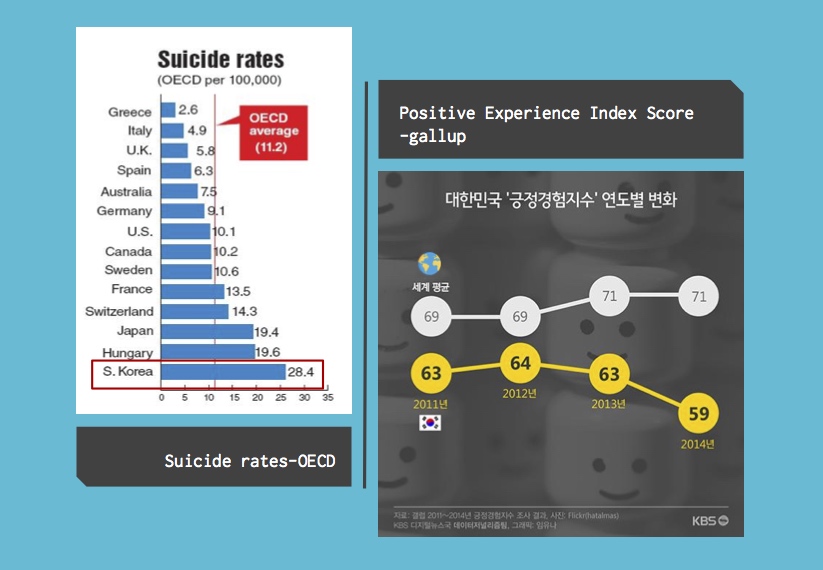 Suicide rates
(OECD per 100,000)
OECD
average
(11.2)
Greece 2.6
Italy 4.9
U.K. 5.8
Spain 6.3
Australia 7.5
Germany 9.1
U.S. 10.1
Canada 10.2
Sweden 10.6
France 13.5
Switzerland 14.3
Japan 19.4
Hungary 19.6
S. Korea 28.4
0 5 10 15 20 25 30 35
Suicide rates-OECD
Positive Experience Index Score
-gallup
대한민국 '긍정경험지수' 연도별 변화
세계 평균
69 69 71 71
63 64 63 59
2011년 2012년 2013년 2014년
자료: 갤럽 2011~2014년 긍정경험지수 조사 결과, 사진: Flickr(hatalmas)
KBS 디지털뉴스국 데이터저널리즘팀, 그래픽: 임유나
KBS